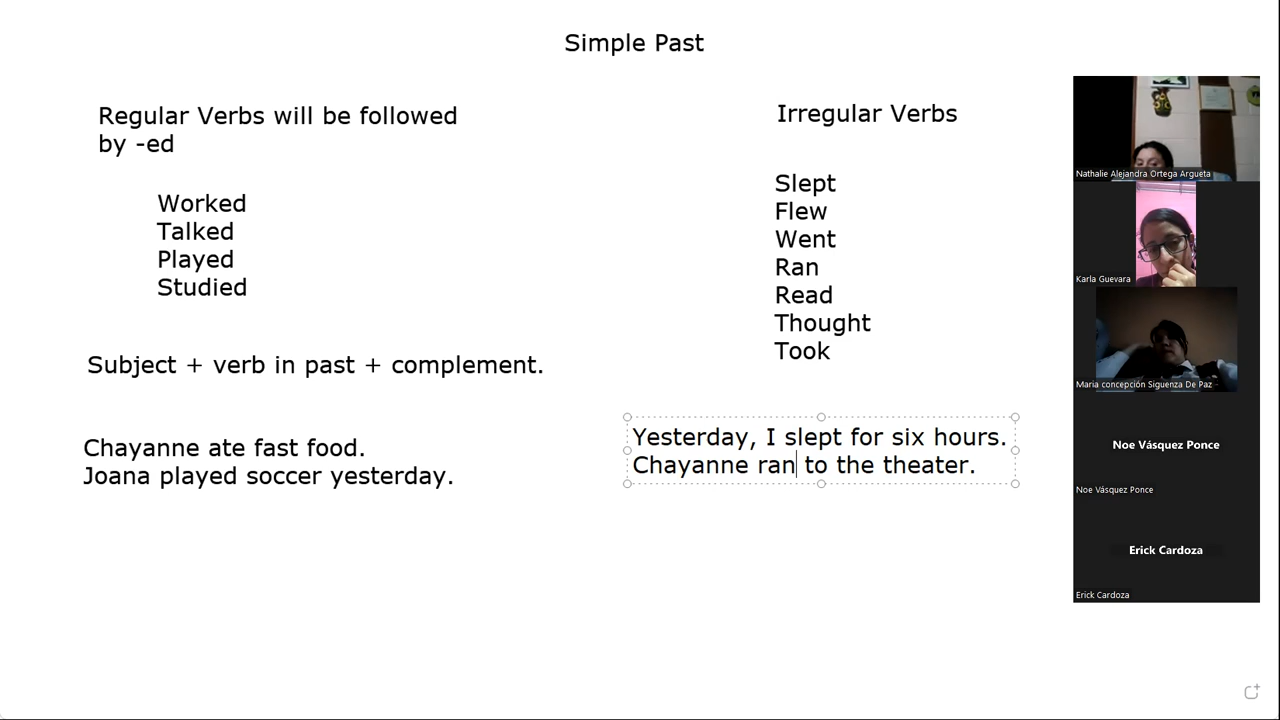 Simple Past
Regular Verbs will be followed
by -ed
Worked
Talked
Played
Studied
Subject + verb in past + complement.
Chayanne ate fast food.
Joana played soccer yesterday.
Irregular Verbs
Slept
Flew
Went
Ran
Read
Thought
Took
Yesterday, I slept for six hours.
Chayanne ran to the theater.
Nathalie Alejandra Ortega Argueta
Karla Guevara
Maria concepción Siguenza De Paz
Noe Vásquez Ponce
Noe Vásquez Ponce
Erick Cardoza
Erick Cardoza